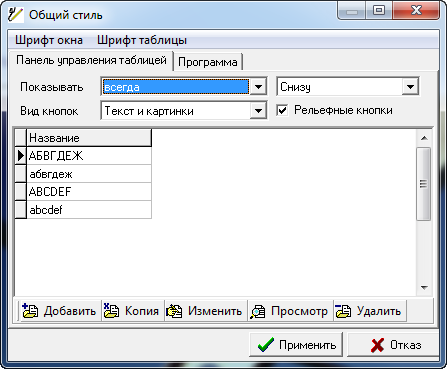 Общий стиль
Шрифт окна Шрифт таблицы
Панель управления таблицей Программа
Показывать всегда Снизу
Вид кнопок Текст и картинки Рельефные кнопки
Название
АБВГДЕЖ
абвгдеж
ABCDEF
abcdef
Добавить Копия Изменить Просмотр Удалить
Применить Отказ